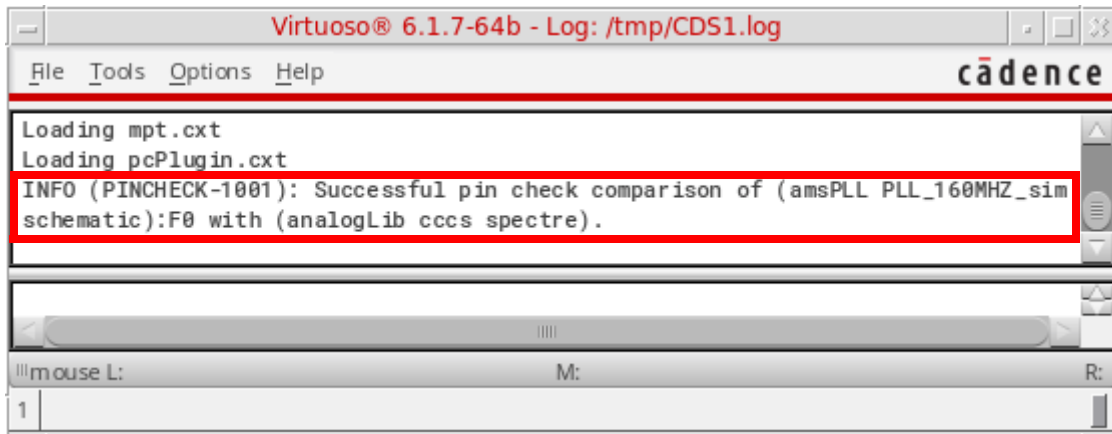 Virtuoso® 6.1.7-64b - Log: /tmp/CDS1.log
File Tools Options Help
cādence
Loading mpt.cxt
Loading pcPlugin.cxt
INFO (PINCHECK-1001): Successful pin check comparison of (amsPLL PLL_160MHZ_sim
schematic):F0 with (analogLib cccs spectre).
mouse L: M: R:
1